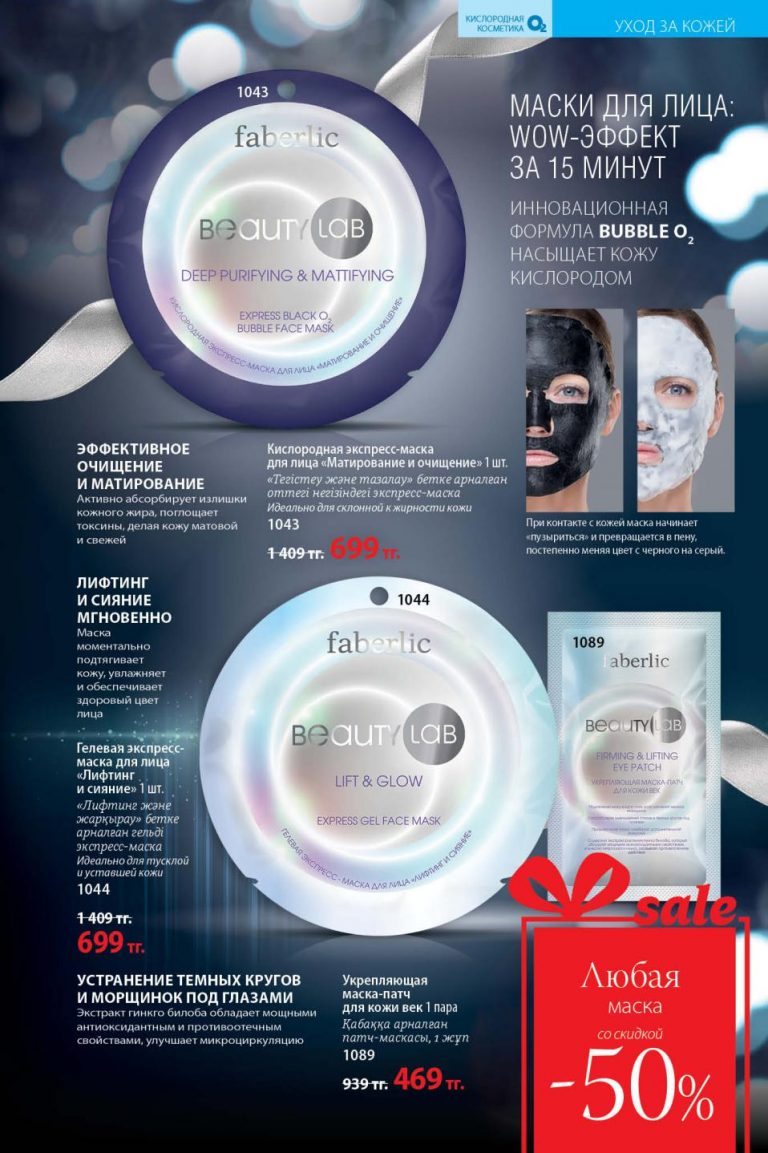 КИСЛОРОДНАЯ
КОСМЕТИКА O2
УХОД ЗА КОЖЕЙ
МАСКИ ДЛЯ ЛИЦА:
WOW-ЭФФЕКТ
ЗА 15 МИНУТ
ИННОВАЦИОННАЯ
ФОРМУЛА BUBBLE O2
НАСЫЩАЕТ КОЖУ
КИСЛОРОДОМ
1043
faberlic
BEAUTY LAB
DEEP PURIFYING & MATTIFYING
EXPRESS BLACK O2
BUBBLE FACE MASK
КИСЛОРОДНАЯ ЭКСПРЕСС-МАСКА ДЛЯ ЛИЦА «МАТИРОВАНИЕ И ОЧИЩЕНИЕ»
При контакте с кожей маска начинает
«пузыриться» и превращается в пену,
постепенно меняя цвет с черного на серый.
ЭФФЕКТИВНОЕ
ОЧИЩЕНИЕ
И МАТИРОВАНИЕ
Активно абсорбирует излишки
кожного жира, поглощает
токсины, делая кожу матовой
и свежей
Кислородная экспресс-маска
для лица «Матирование и очищение» 1 шт.
«Тегістеу және тазалау» бетке арналған
оттегі негізіндегі экспресс-маска
Идеально для склонной к жирности кожи
1043
1 409 тг. 699 тг.
ЛИФТИНГ
И СИЯНИЕ
МГНОВЕННО
Маска
моментально
подтягивает
кожу, увлажняет
и обеспечивает
здоровый цвет
лица
Гелевая экспресс-
маска для лица
«Лифтинг
и сияние» 1 шт.
«Лифтинг және
жарқырау» бетке
арналған гельді
экспресс-маска
Идеально для тусклой
и уставшей кожи
1044
1 409 тг.
699 тг.
1044
faberlic
BEAUTY LAB
LIFT & GLOW
EXPRESS GEL FACE MASK
ГЕЛЕВАЯ ЭКСПРЕСС - МАСКА ДЛЯ ЛИЦА «ЛИФТИНГ И СИЯНИЕ»
1089
faberlic
BEAUTY LAB
FIRMING & LIFTING
EYE PATCH
УКРЕПЛЯЮЩАЯ МАСКА-ПАТЧ
ДЛЯ КОЖИ ВЕК
УСТРАНЕНИЕ ТЕМНЫХ КРУГОВ
И МОРЩИНОК ПОД ГЛАЗАМИ
Экстракт гинкго билоба обладает мощными
антиоксидантным и противоотечным
свойствами, улучшает микроциркуляцию
Укрепляющая
маска-патч
для кожи век 1 пара
Қабаққа арналған
патч-маскасы, 1 жұп
1089
939 тг. 469 тг.
sale
Любая
маска
со скидкой
-50%